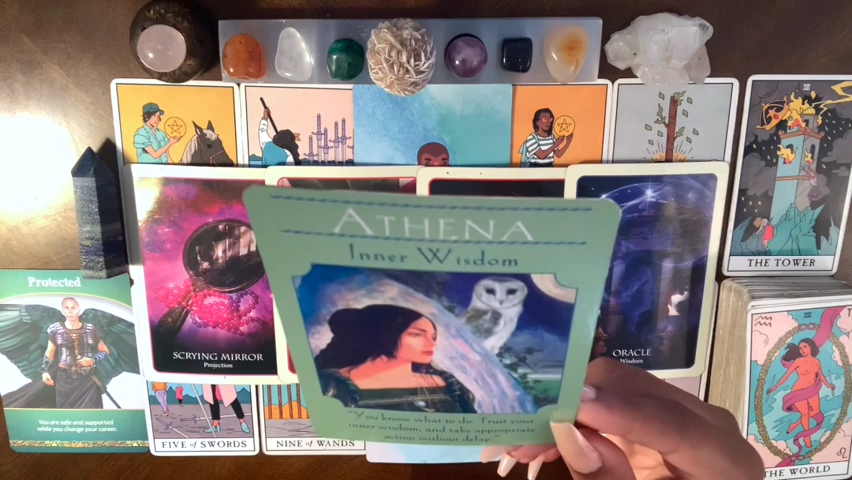 ATHENA
Inner Wisdom
"You know what to do. Trust your
inner wisdom, and take appropriate
action without delay."
Protected
You are safe and supported
while you change your career.
SCRYING MIRROR
Projection
ORACLE
Wisdom
THE TOWER
FIVE of SWORDS
NINE of WANDS
THE WORLD